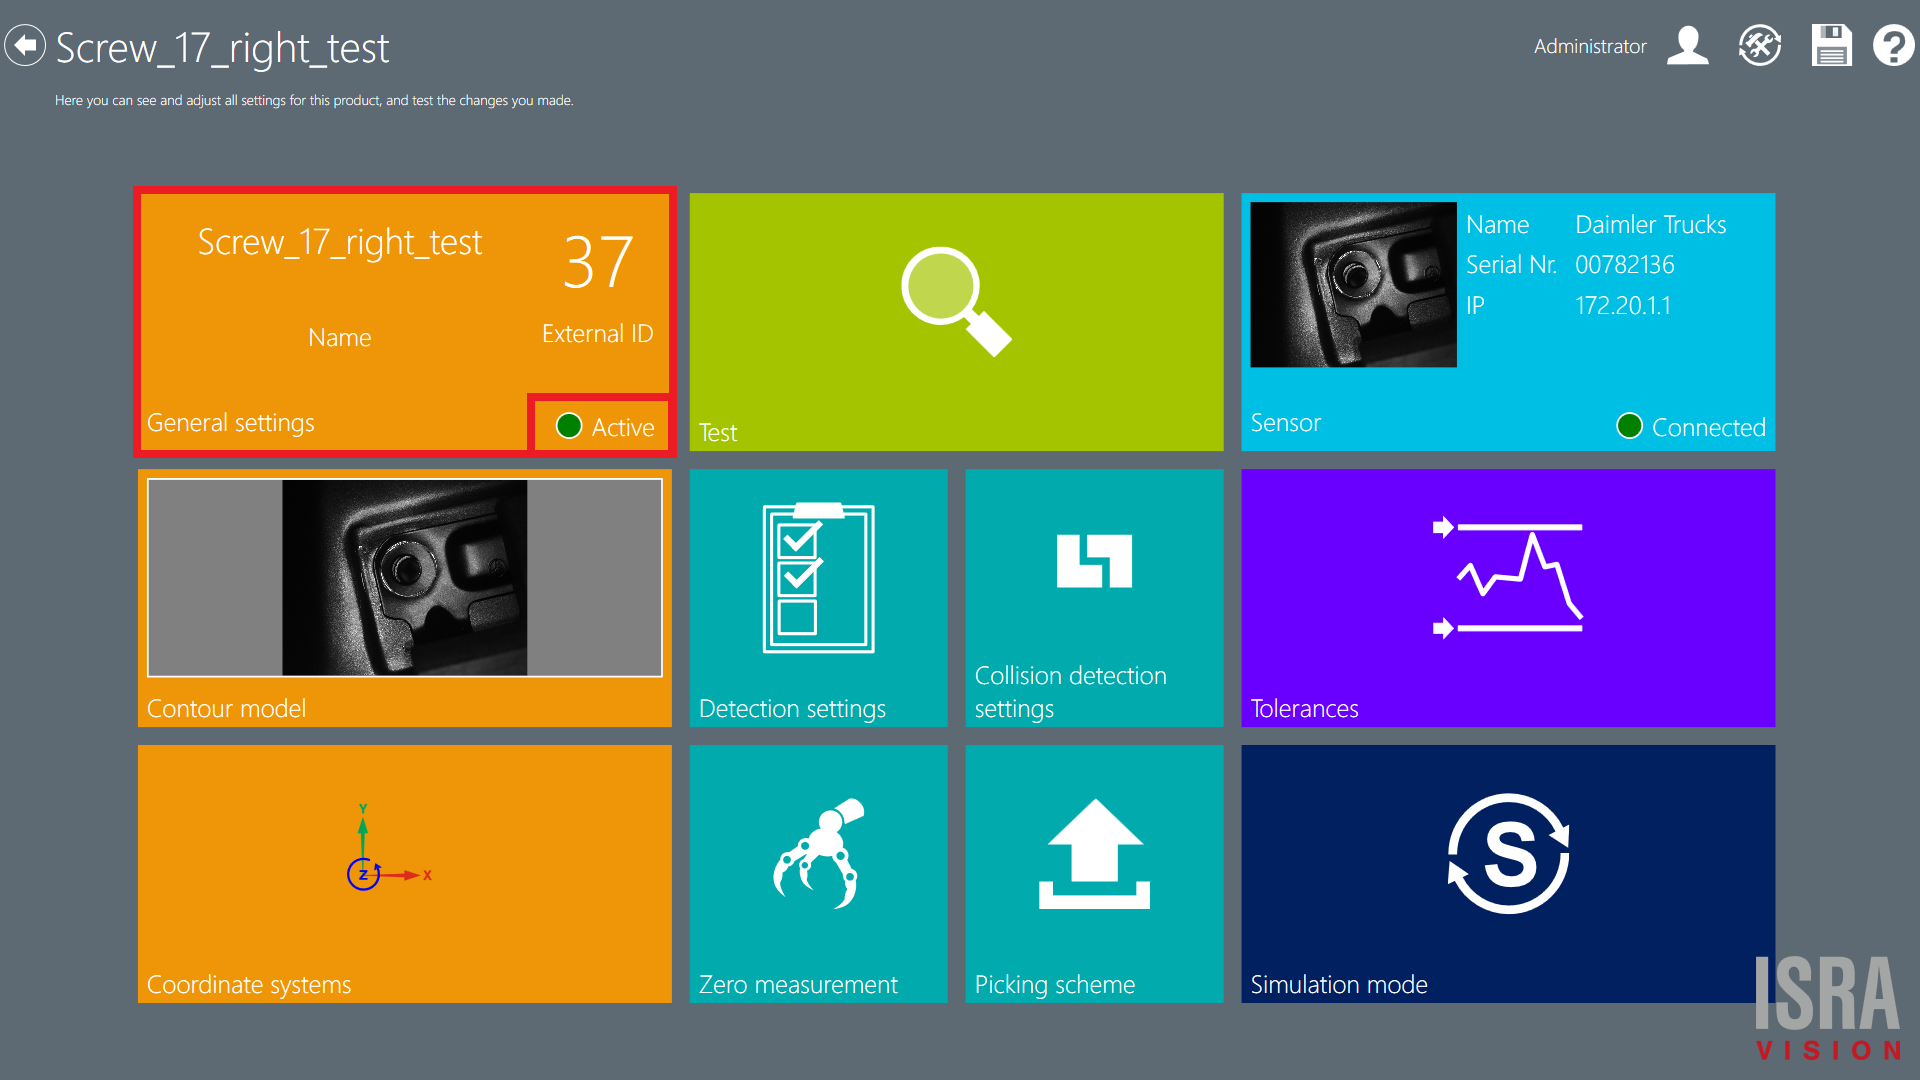 Screw_17_right_test
Administrator
Here you can see and adjust all settings for this product, and test the changes you made.
Screw_17_right_test
37
Name
External ID
General settings
Active
Test
Name Daimler Trucks
Serial Nr. 00782136
IP 172.20.1.1
Sensor
Connected
Contour model
Detection settings
Collision detection
settings
Tolerances
Y
Z
X
Coordinate systems
Zero measurement
Picking scheme
S
Simulation mode
ISRA
VISION